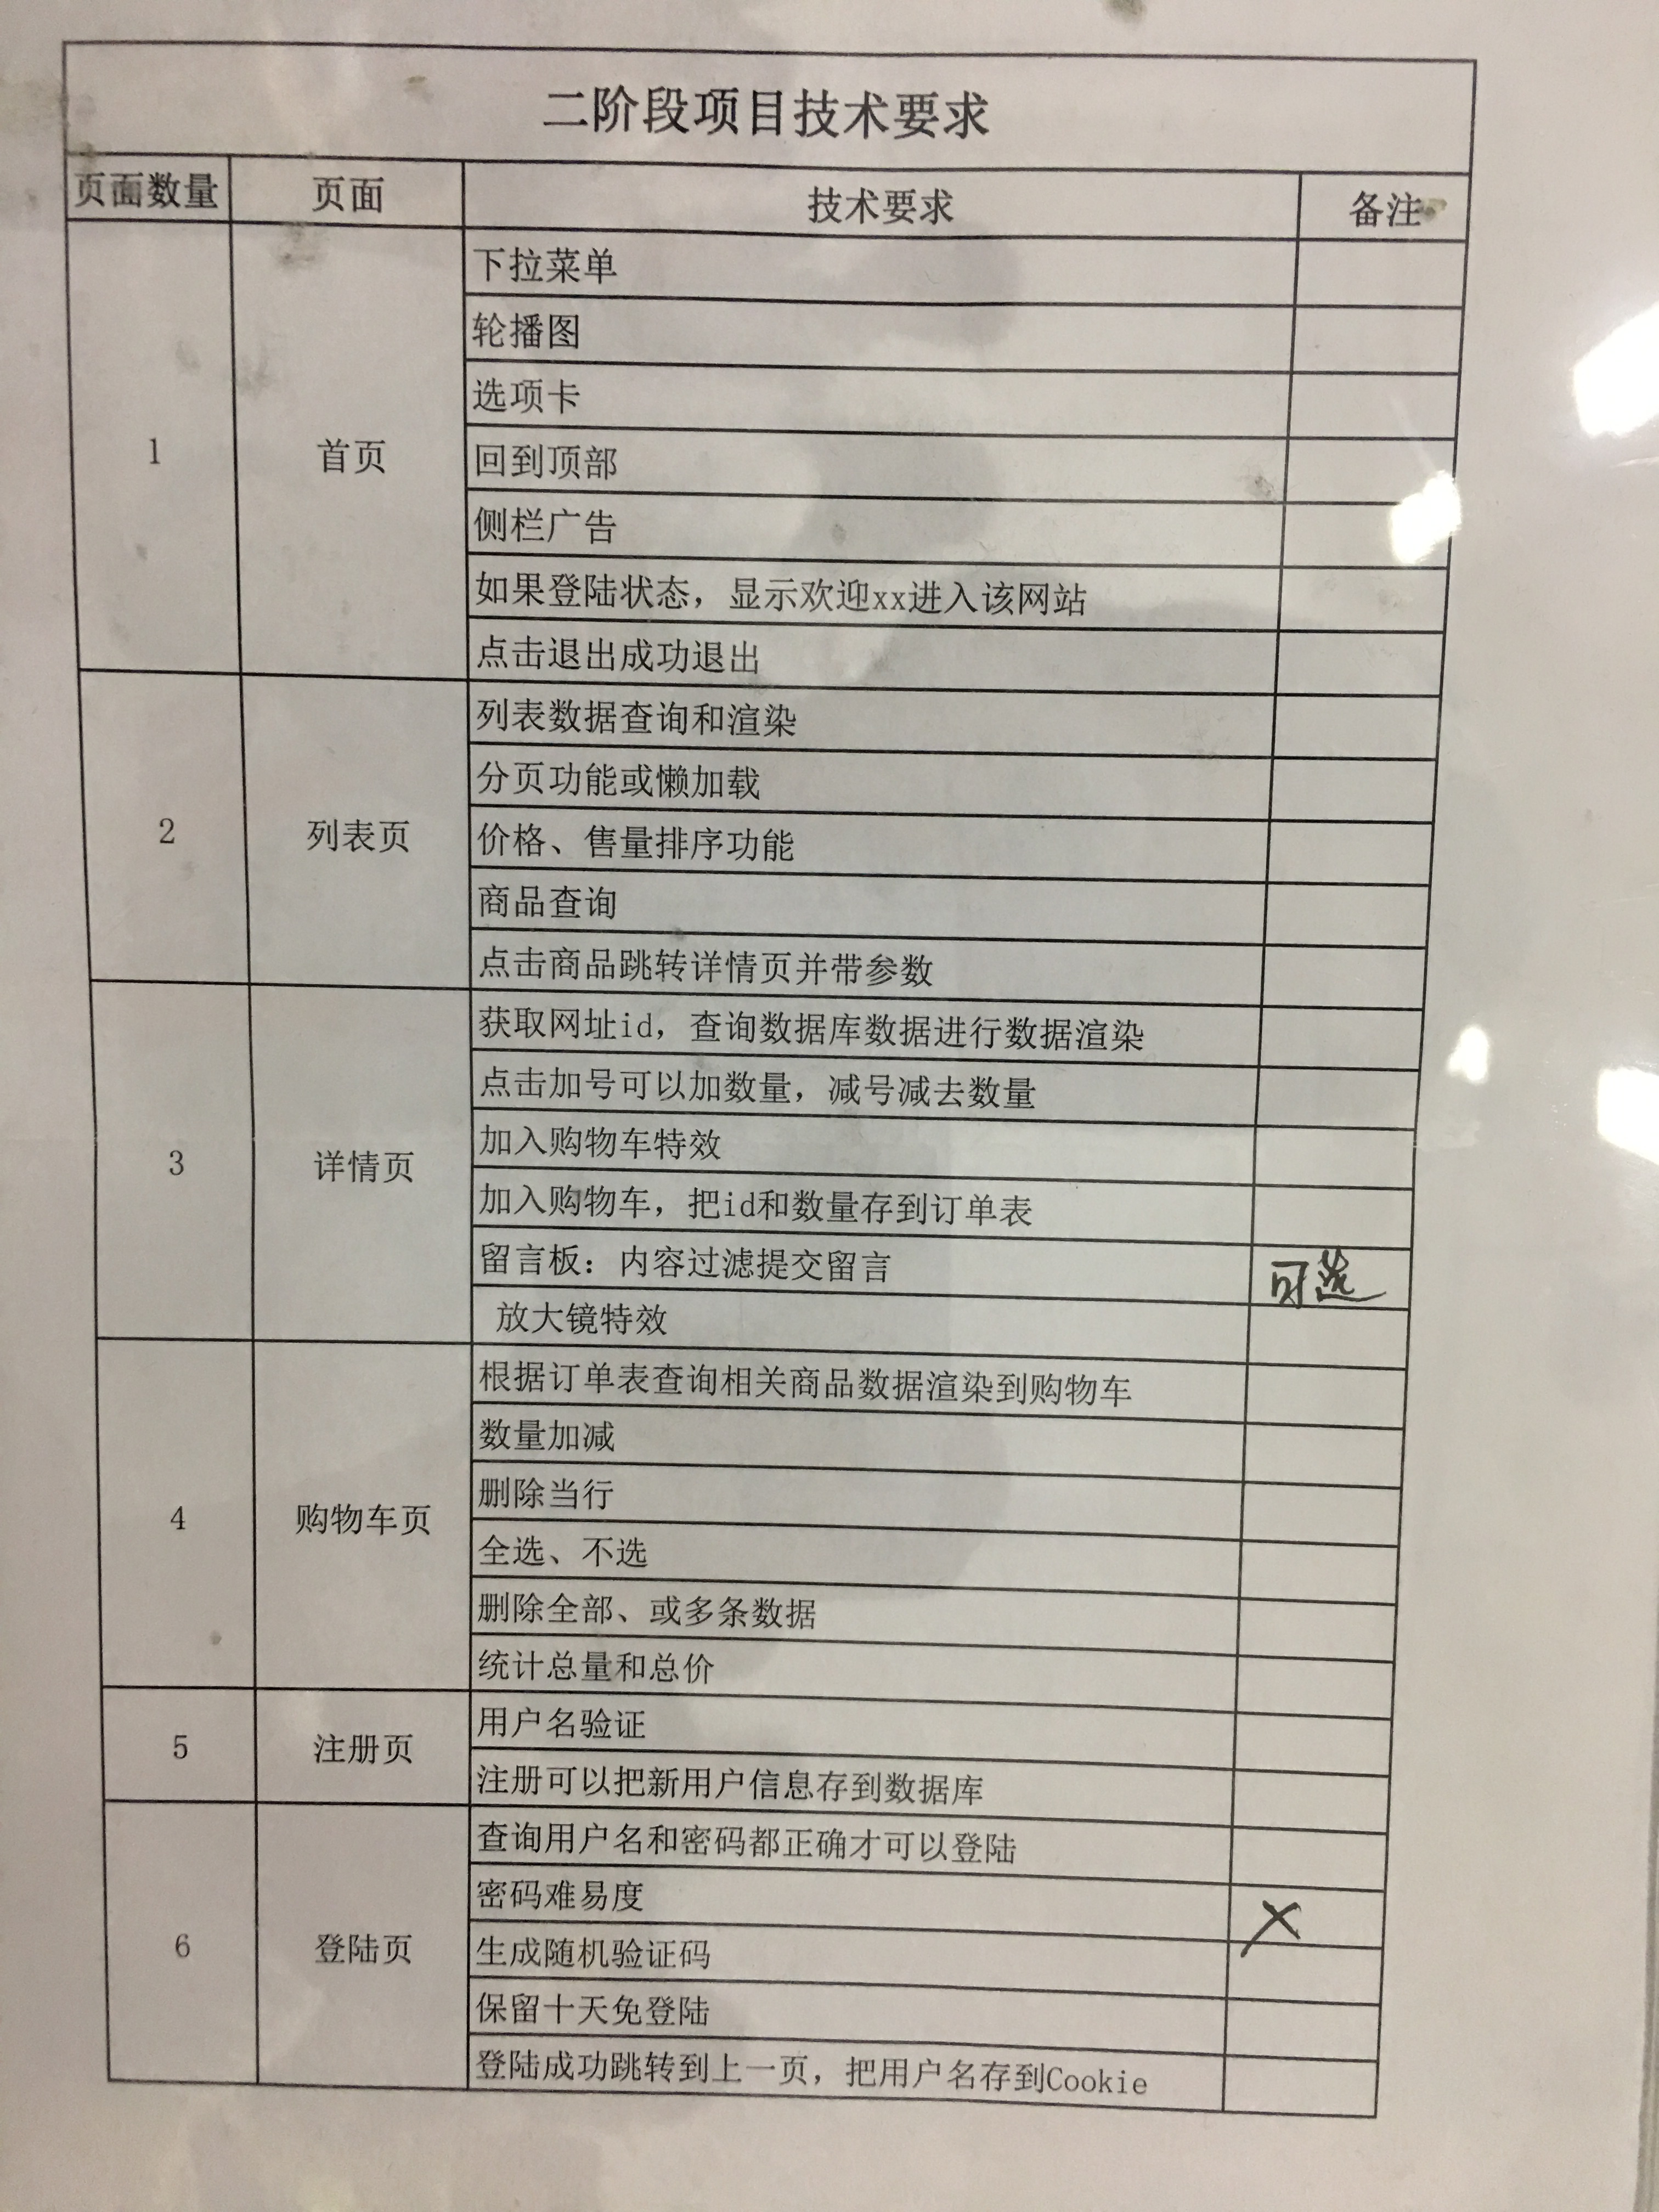 二阶段项目技术要求
页面数量 页面 技术要求 备注
1 首页 下拉菜单
轮播图
选项卡
回到顶部
侧栏广告
如果登陆状态，显示欢迎xx进入该网站
点击退出成功退出
2 列表页 列表数据查询和渲染
分页功能或懒加载
价格、售量排序功能
商品查询
点击商品跳转详情页并带参数
3 详情页 获取网址id，查询数据库数据进行数据渲染
点击加号可以加数量，减号减去数量
加入购物车特效
加入购物车，把id和数量存到订单表
留言板：内容过滤提交留言 可选
放大镜特效
4 购物车页 根据订单表查询相关商品数据渲染到购物车
数量加减
删除当行
全选、不选
删除全部、或多条数据
统计总量和总价
5 注册页 用户名验证
注册可以把新用户信息存到数据库
6 登陆页 查询用户名和密码都正确才可以登陆
密码难易度 X
生成随机验证码
保留十天免登陆
登陆成功跳转到上一页，把用户名存到Cookie